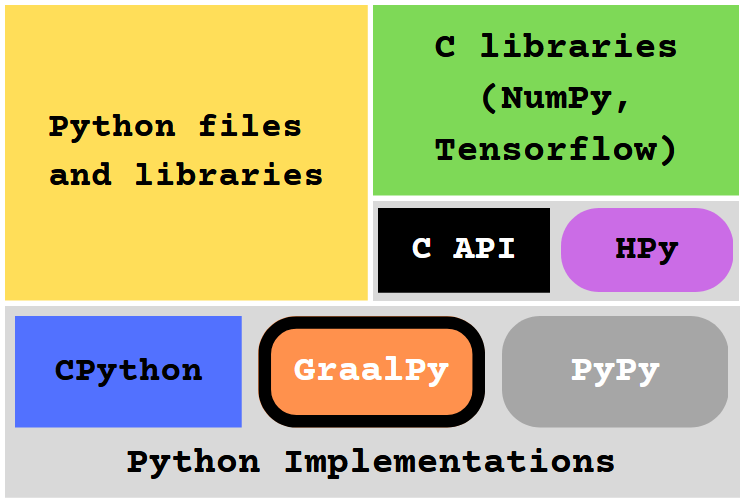 Python files
and libraries
C libraries
(NumPy,
Tensorflow)
C API
HPy
CPython
GraalPy
PyPy
Python Implementations